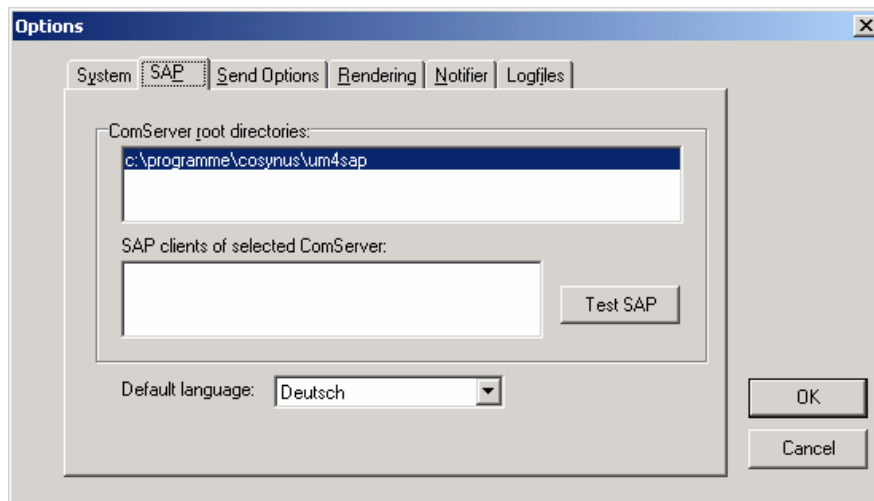 Options
System SAP Send Options Rendering Notifier Logfiles
ComServer root directories:
c:\programme\cosynus\um4sap
SAP clients of selected ComServer:
Test SAP
Default language: Deutsch
OK
Cancel